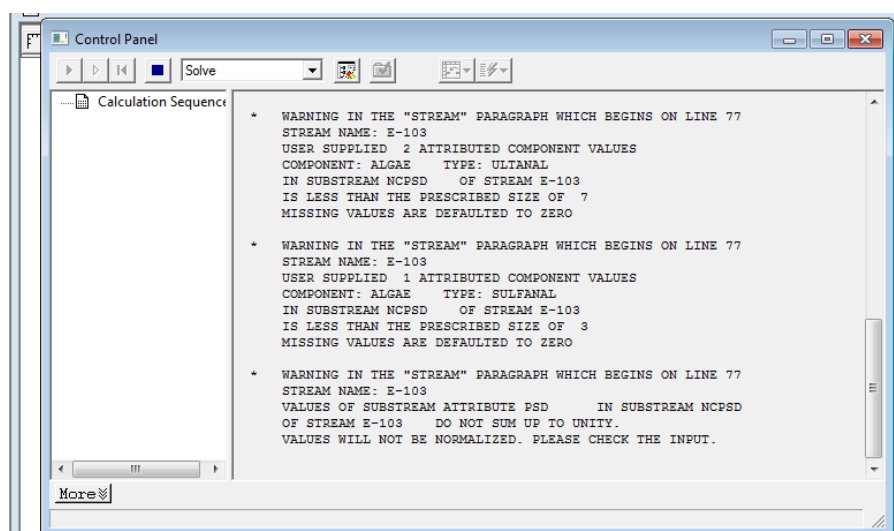 Control Panel
Solve
Calculation Sequence
* WARNING IN THE "STREAM" PARAGRAPH WHICH BEGINS ON LINE 77
STREAM NAME: E-103
USER SUPPLIED 2 ATTRIBUTED COMPONENT VALUES
COMPONENT: ALGAE TYPE: ULTANAL
IN SUBSTREAM NCPSD OF STREAM E-103
IS LESS THAN THE PRESCRIBED SIZE OF 7
MISSING VALUES ARE DEFAULTED TO ZERO
* WARNING IN THE "STREAM" PARAGRAPH WHICH BEGINS ON LINE 77
STREAM NAME: E-103
USER SUPPLIED 1 ATTRIBUTED COMPONENT VALUES
COMPONENT: ALGAE TYPE: SULFANAL
IN SUBSTREAM NCPSD OF STREAM E-103
IS LESS THAN THE PRESCRIBED SIZE OF 3
MISSING VALUES ARE DEFAULTED TO ZERO
* WARNING IN THE "STREAM" PARAGRAPH WHICH BEGINS ON LINE 77
STREAM NAME: E-103
VALUES OF SUBSTREAM ATTRIBUTE PSD IN SUBSTREAM NCPSD
OF STREAM E-103 DO NOT SUM UP TO UNITY.
VALUES WILL NOT BE NORMALIZED. PLEASE CHECK THE INPUT.
More